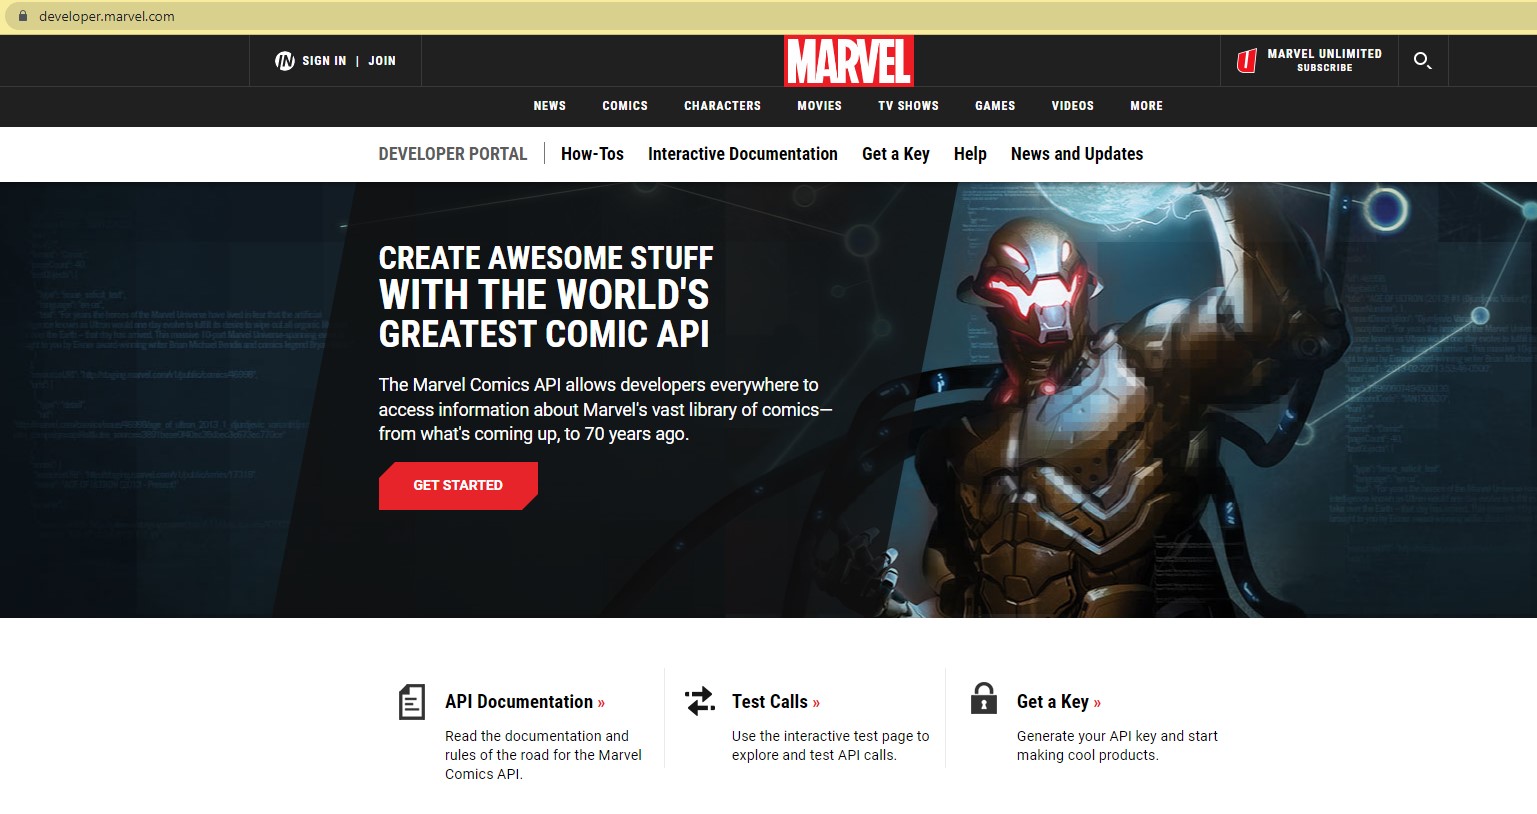 developer.marvel.com
SIGN IN | JOIN
MARVEL
MARVEL UNLIMITED
SUBSCRIBE
NEWS COMICS CHARACTERS MOVIES TV SHOWS GAMES VIDEOS MORE
DEVELOPER PORTAL How-Tos Interactive Documentation Get a Key Help News and Updates
CREATE AWESOME STUFF
WITH THE WORLD'S
GREATEST COMIC API
The Marvel Comics API allows developers everywhere to
access information about Marvel's vast library of comics—
from what's coming up, to 70 years ago.
GET STARTED
API Documentation »
Read the documentation and
rules of the road for the Marvel
Comics API.
Test Calls »
Use the interactive test page to
explore and test API calls.
Get a Key »
Generate your API key and start
making cool products.